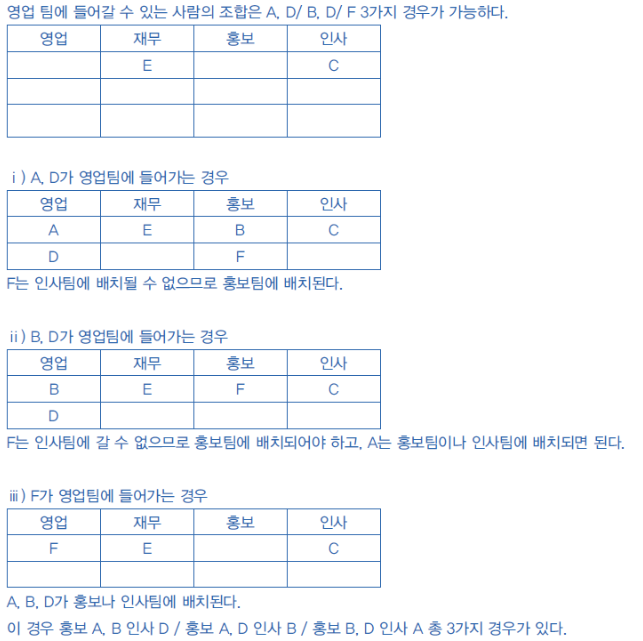 영업 팀에 들어갈 수 있는 사람의 조합은 A, D/ B, D/ F 3가지 경우가 가능하다.
영업 재무 홍보 인사
E C
ⅰ) A, D가 영업팀에 들어가는 경우
영업 재무 홍보 인사
A E B C
D F
F는 인사팀에 배치될 수 없으므로 홍보팀에 배치된다.
ⅱ) B, D가 영업팀에 들어가는 경우
영업 재무 홍보 인사
B E F C
D
F는 인사팀에 갈 수 없으므로 홍보팀에 배치되어야 하고, A는 홍보팀이나 인사팀에 배치되면 된다.
ⅲ) F가 영업팀에 들어가는 경우
영업 재무 홍보 인사
F E C
A, B, D가 홍보나 인사팀에 배치된다.
이 경우 홍보 A, B 인사 D / 홍보 A, D 인사 B / 홍보 B, D 인사 A 총 3가지 경우가 있다.